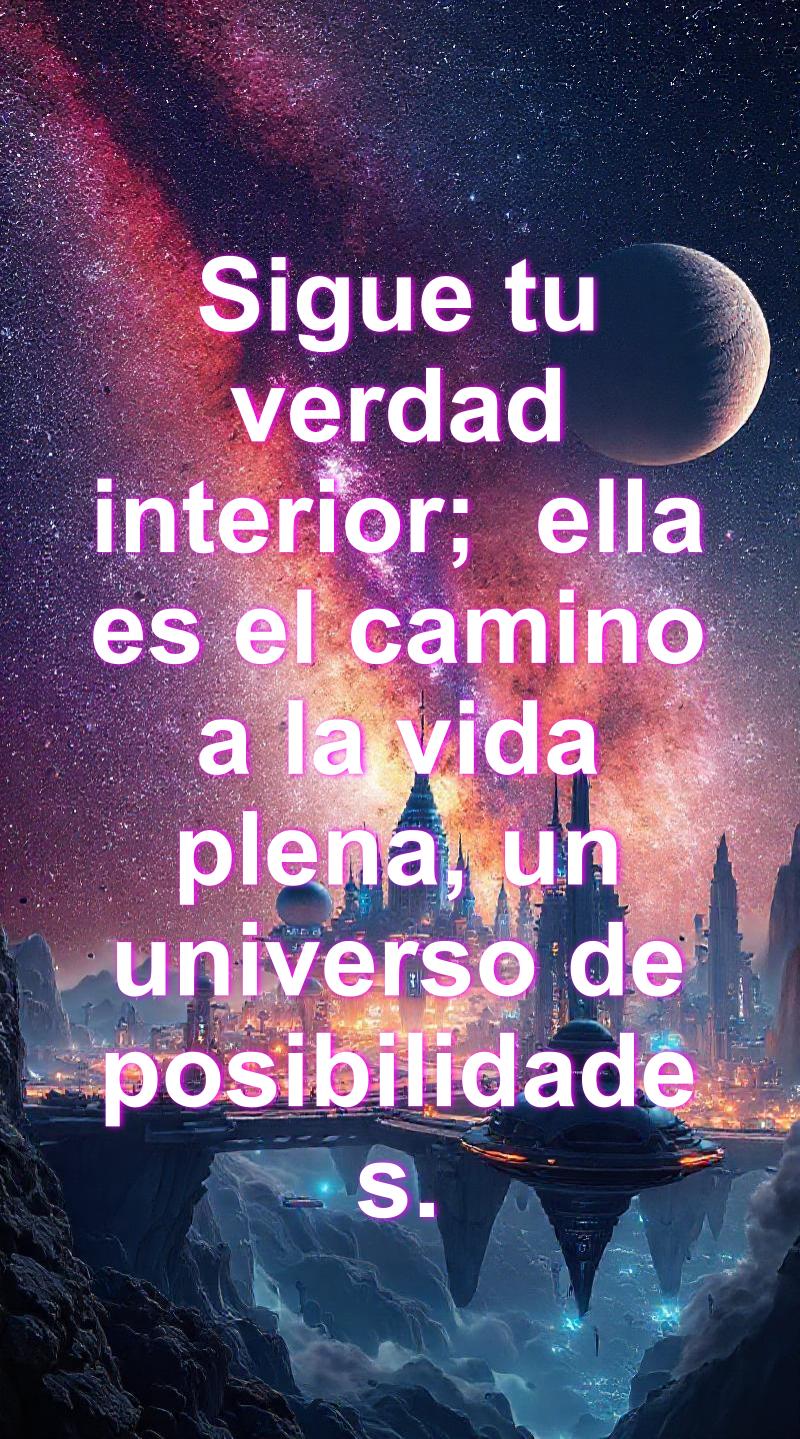 Sigue tu
verdad
interior;  ella
es el camino
a la vida
plena, un
universo de
posibilidade
s.